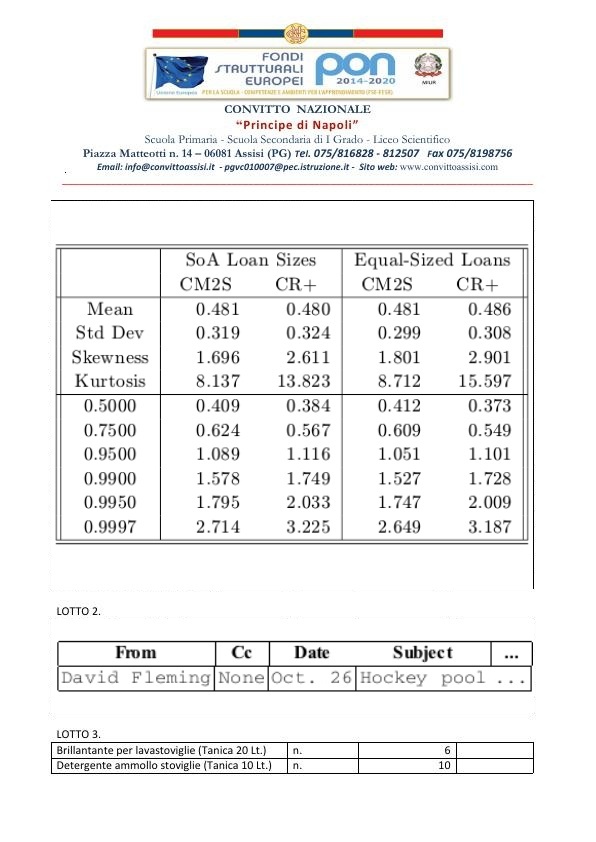 FONDI
STRUTTURALI
EUROPEI
pon
2014-2020
Unione Europea
PER LA SCUOLA - COMPETENZE E AMBIENTI PER L'APPRENDIMENTO (FSE-FESR)
MIUR
CONVITTO NAZIONALE
“Principe di Napoli”
Scuola Primaria - Scuola Secondaria di I Grado - Liceo Scientifico
Piazza Matteotti n. 14 – 06081 Assisi (PG) Tel. 075/816828 - 812507 Fax 075/8198756
Email: info@convittoassisi.it - pgvc010007@pec.istruzione.it - Sito web: www.convittoassisi.com
SoA Loan Sizes Equal-Sized Loans
CM2S CR+ CM2S CR+
Mean 0.481 0.480 0.481 0.486
Std Dev 0.319 0.324 0.299 0.308
Skewness 1.696 2.611 1.801 2.901
Kurtosis 8.137 13.823 8.712 15.597
0.5000 0.409 0.384 0.412 0.373
0.7500 0.624 0.567 0.609 0.549
0.9500 1.089 1.116 1.051 1.101
0.9900 1.578 1.749 1.527 1.728
0.9950 1.795 2.033 1.747 2.009
0.9997 2.714 3.225 2.649 3.187
LOTTO 2.
From Cc Date Subject ...
David Fleming None Oct. 26 Hockey pool ...
LOTTO 3.
Brillantante per lavastoviglie (Tanica 20 Lt.) n. 6
Detergente ammollo stoviglie (Tanica 10 Lt.) n. 10